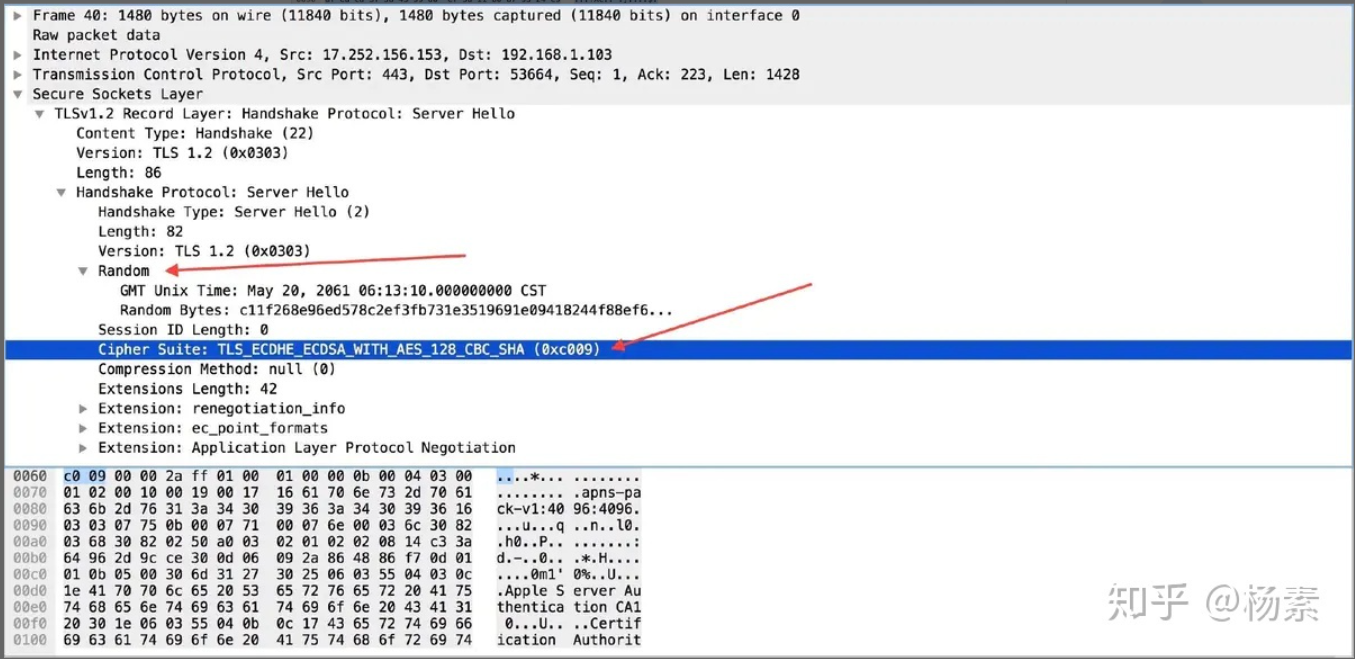 Frame 40: 1480 bytes on wire (11840 bits), 1480 bytes captured (11840 bits) on interface 0
Raw packet data
Internet Protocol Version 4, Src: 17.252.156.153, Dst: 192.168.1.103
Transmission Control Protocol, Src Port: 443, Dst Port: 53664, Seq: 1, Ack: 223, Len: 1428
Secure Sockets Layer
TLSv1.2 Record Layer: Handshake Protocol: Server Hello
Content Type: Handshake (22)
Version: TLS 1.2 (0x0303)
Length: 86
Handshake Protocol: Server Hello
Handshake Type: Server Hello (2)
Length: 82
Version: TLS 1.2 (0x0303)
Random
GMT Unix Time: May 20, 2061 06:13:10.000000000 CST
Random Bytes: c11f268e96ed578c2ef3fb731e3519691e09418244f88ef6...
Session ID Length: 0
Cipher Suite: TLS_ECDHE_ECDSA_WITH_AES_128_CBC_SHA (0xc009)
Compression Method: null (0)
Extensions Length: 42
Extension: renegotiation_info
Extension: ec_point_formats
Extension: Application Layer Protocol Negotiation
0060 c0 09 00 00 2a ff 01 00 01 00 00 0b 00 04 03 00 ....*... ........
0070 01 02 00 10 00 19 00 17 16 61 70 6e 73 2d 70 61 ........ .apns-pa
0080 63 6b 2d 76 31 3a 34 30 39 36 3a 34 30 39 36 16 ck-v1:40 96:4096.
0090 03 03 07 75 0b 00 07 71 00 07 6e 00 03 6c 30 82 ...u...q ..n..l0.
00a0 03 68 30 82 02 50 a0 03 02 01 02 02 08 14 c3 3a .h0..P.. .......:
00b0 64 96 2d 9c ce 30 0d 06 09 2a 86 48 86 f7 0d 01 d.-..0.. .*.H....
00c0 01 0b 05 00 30 6d 31 27 30 25 06 03 55 04 03 0c ....0m1' 0%..U...
00d0 1e 41 70 70 6c 65 20 53 65 72 76 65 72 20 41 75 .Apple S erver Au
00e0 74 68 65 6e 74 69 63 61 74 69 6f 6e 20 43 41 31 thentica tion CA1
00f0 20 30 1e 06 03 55 04 0b 0c 17 43 65 72 74 69 66 0...U.. ..Certif
0100 69 63 61 74 69 6f 6e 20 41 75 74 68 6f 72 69 74 ication Authorit
知乎 @杨素